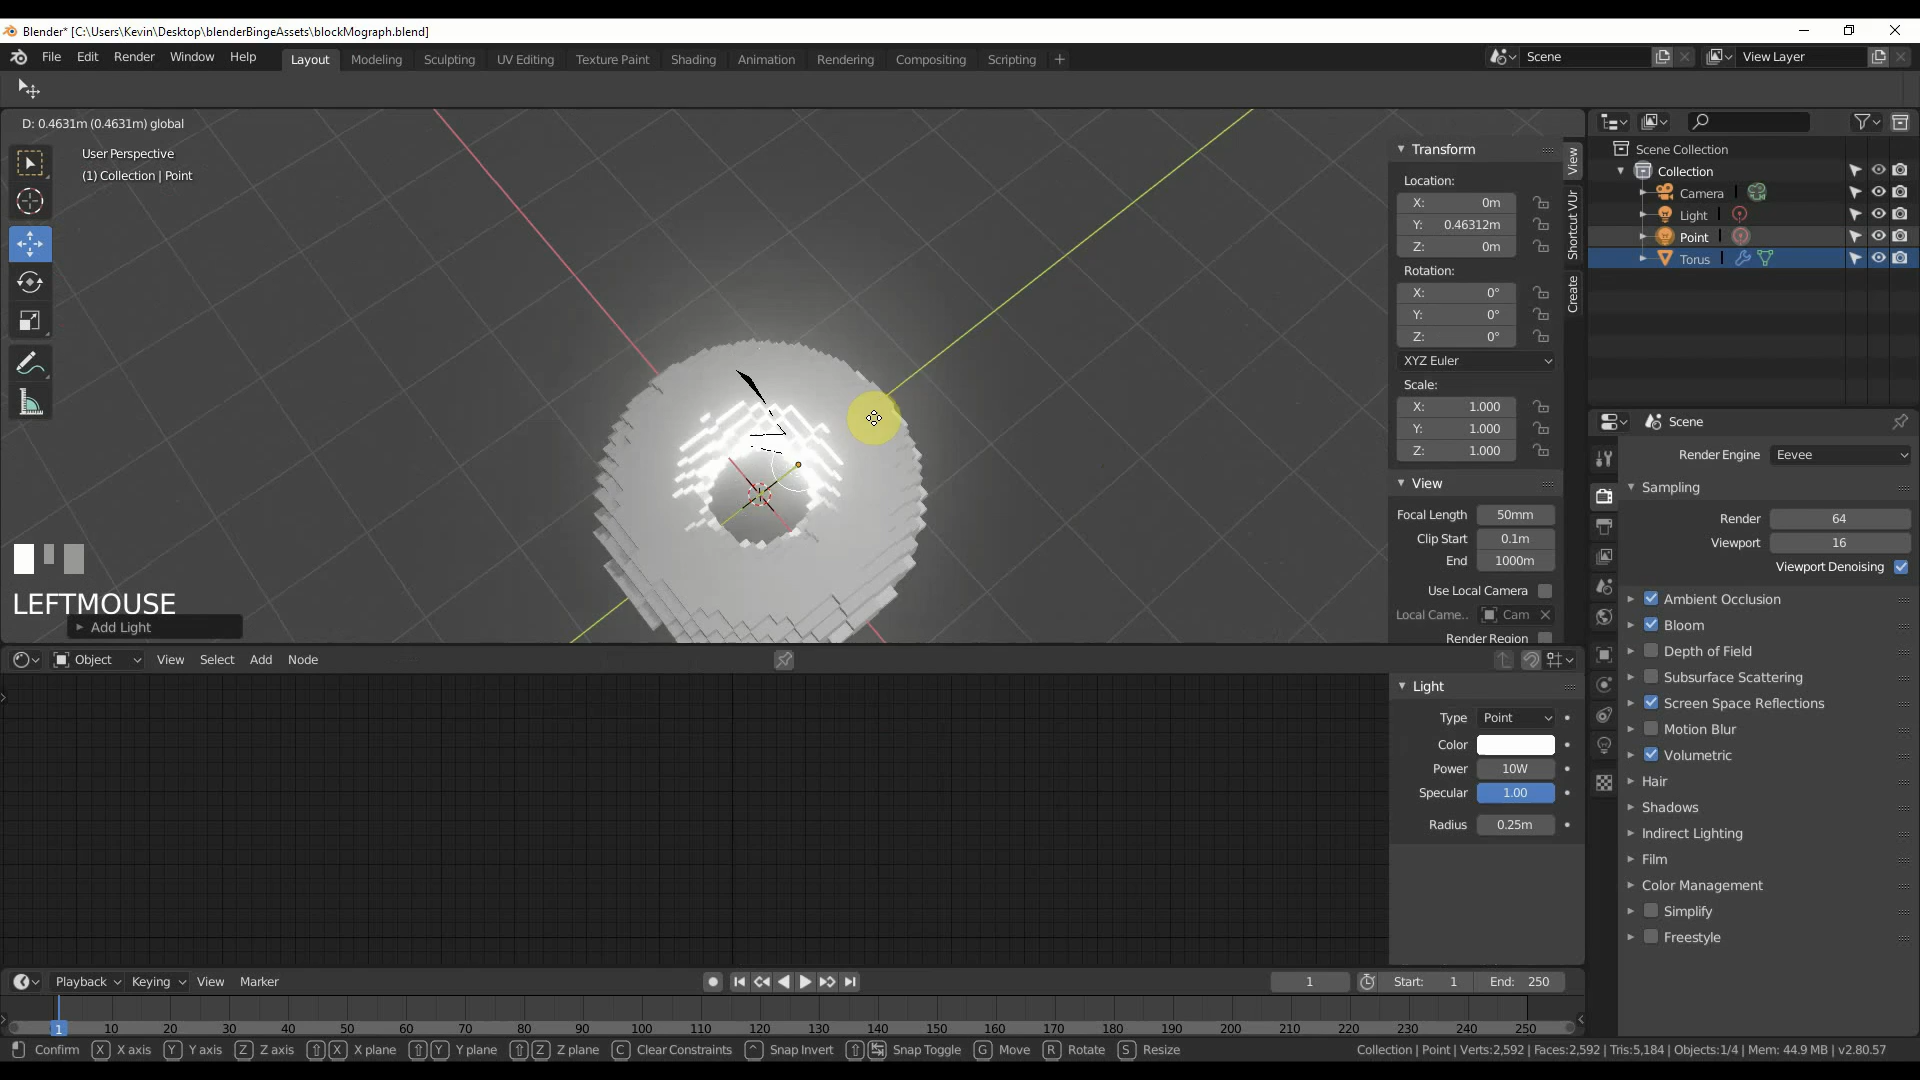 Blender* [C:\Users\Kevin\Desktop\blenderBingeAssets\blockMograph.blend]
File Edit Render Window Help Layout Modeling Sculpting UV Editing Texture Paint Shading Animation Rendering Compositing Scripting + Scene View Layer
D: 0.4631m (0.4631m) global
User Perspective
(1) Collection | Point
LEFTMOUSE
Add Light
Transform
Location:
X: 0m
Y: 0.46312m
Z: 0m
Rotation:
X: 0°
Y: 0°
Z: 0°
XYZ Euler
Scale:
X: 1.000
Y: 1.000
Z: 1.000
View
Focal Length 50mm
Clip Start 0.1m
End 1000m
Use Local Camera
Local Came.. Cam
Render Region
View
Shortcut VUr
Create
Scene Collection
Collection
Camera
Light
Point
Torus
Scene
Render Engine Eevee
Sampling
Render 64
Viewport 16
Viewport Denoising
Ambient Occlusion
Bloom
Depth of Field
Subsurface Scattering
Screen Space Reflections
Motion Blur
Volumetric
Hair
Shadows
Indirect Lighting
Film
Color Management
Simplify
Freestyle
Object View Select Add Node
Light
Type Point
Color
Power 10W
Specular 1.00
Radius 0.25m
Playback Keying View Marker 1 Start: 1 End: 250
1 10 20 30 40 50 60 70 80 90 100 110 120 130 140 150 160 170 180 190 200 210 220 230 240 250
Confirm X X axis Y Y axis Z Z axis X X plane Y Y plane Z Z plane C Clear Constraints ^ Snap Invert Snap Toggle G Move R Rotate S Resize Collection | Point | Verts:2,592 | Faces:2,592 | Tris:5,184 | Objects:1/4 | Mem: 44.9 MB | v2.80.57